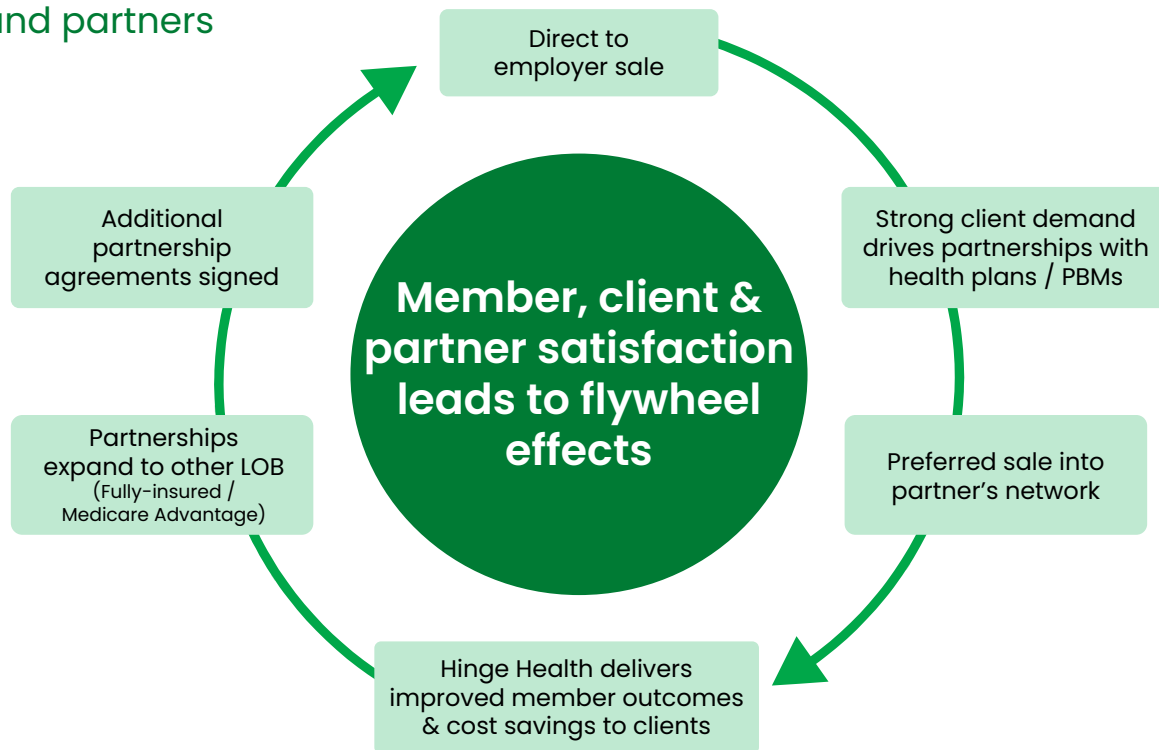 and partners
Direct to
employer sale
Strong client demand
drives partnerships with
health plans / PBMs
Preferred sale into
partner’s network
Hinge Health delivers
improved member outcomes
& cost savings to clients
Partnerships
expand to other LOB
(Fully-insured /
Medicare Advantage)
Additional
partnership
agreements signed
Member, client &
partner satisfaction
leads to flywheel
effects